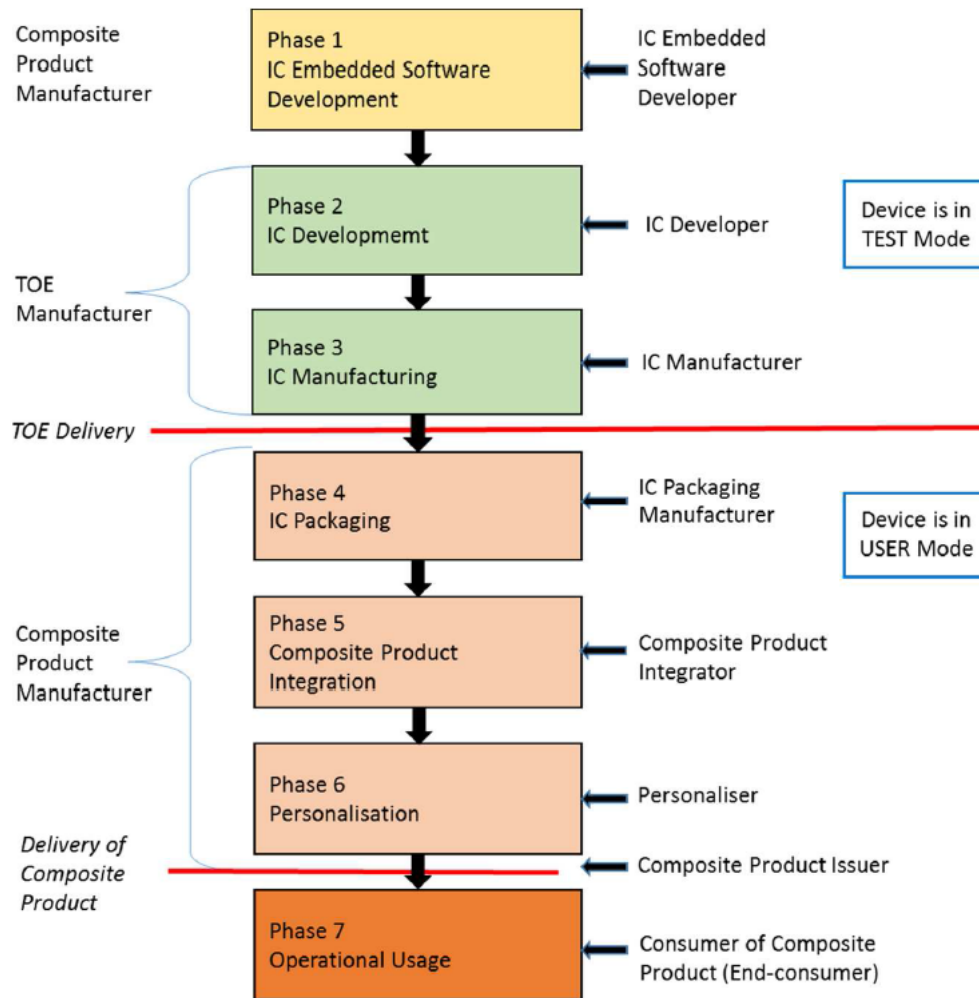 Composite
Product
Manufacturer
Phase 1
IC Embedded Software
Development
IC Embedded
Software
Developer
Phase 2
IC Developmemt
IC Developer
Device is in
TEST Mode
TOE
Manufacturer
Phase 3
IC Manufacturing
IC Manufacturer
TOE Delivery
Phase 4
IC Packaging
IC Packaging
Manufacturer
Device is in
USER Mode
Composite
Product
Manufacturer
Phase 5
Composite Product
Integration
Composite Product
Integrator
Phase 6
Personalisation
Personaliser
Delivery of
Composite
Product
Composite Product Issuer
Phase 7
Operational Usage
Consumer of Composite
Product (End-consumer)